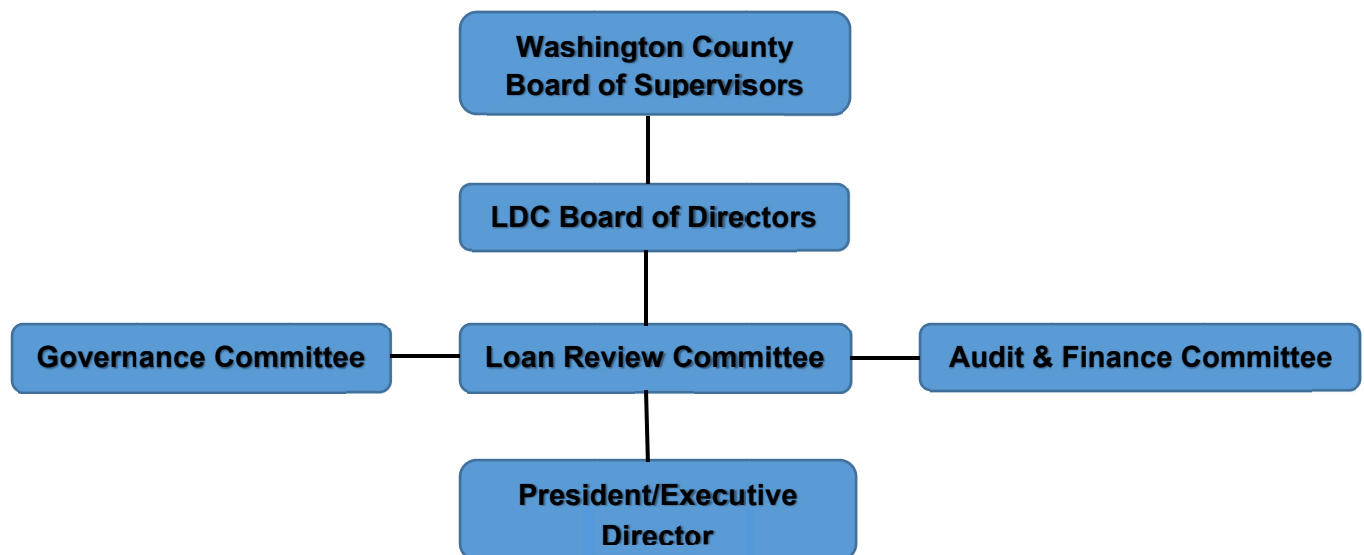 Washington County
Board of Supervisors
LDC Board of Directors
Governance Committee
Loan Review Committee
Audit & Finance Committee
President/Executive
Director